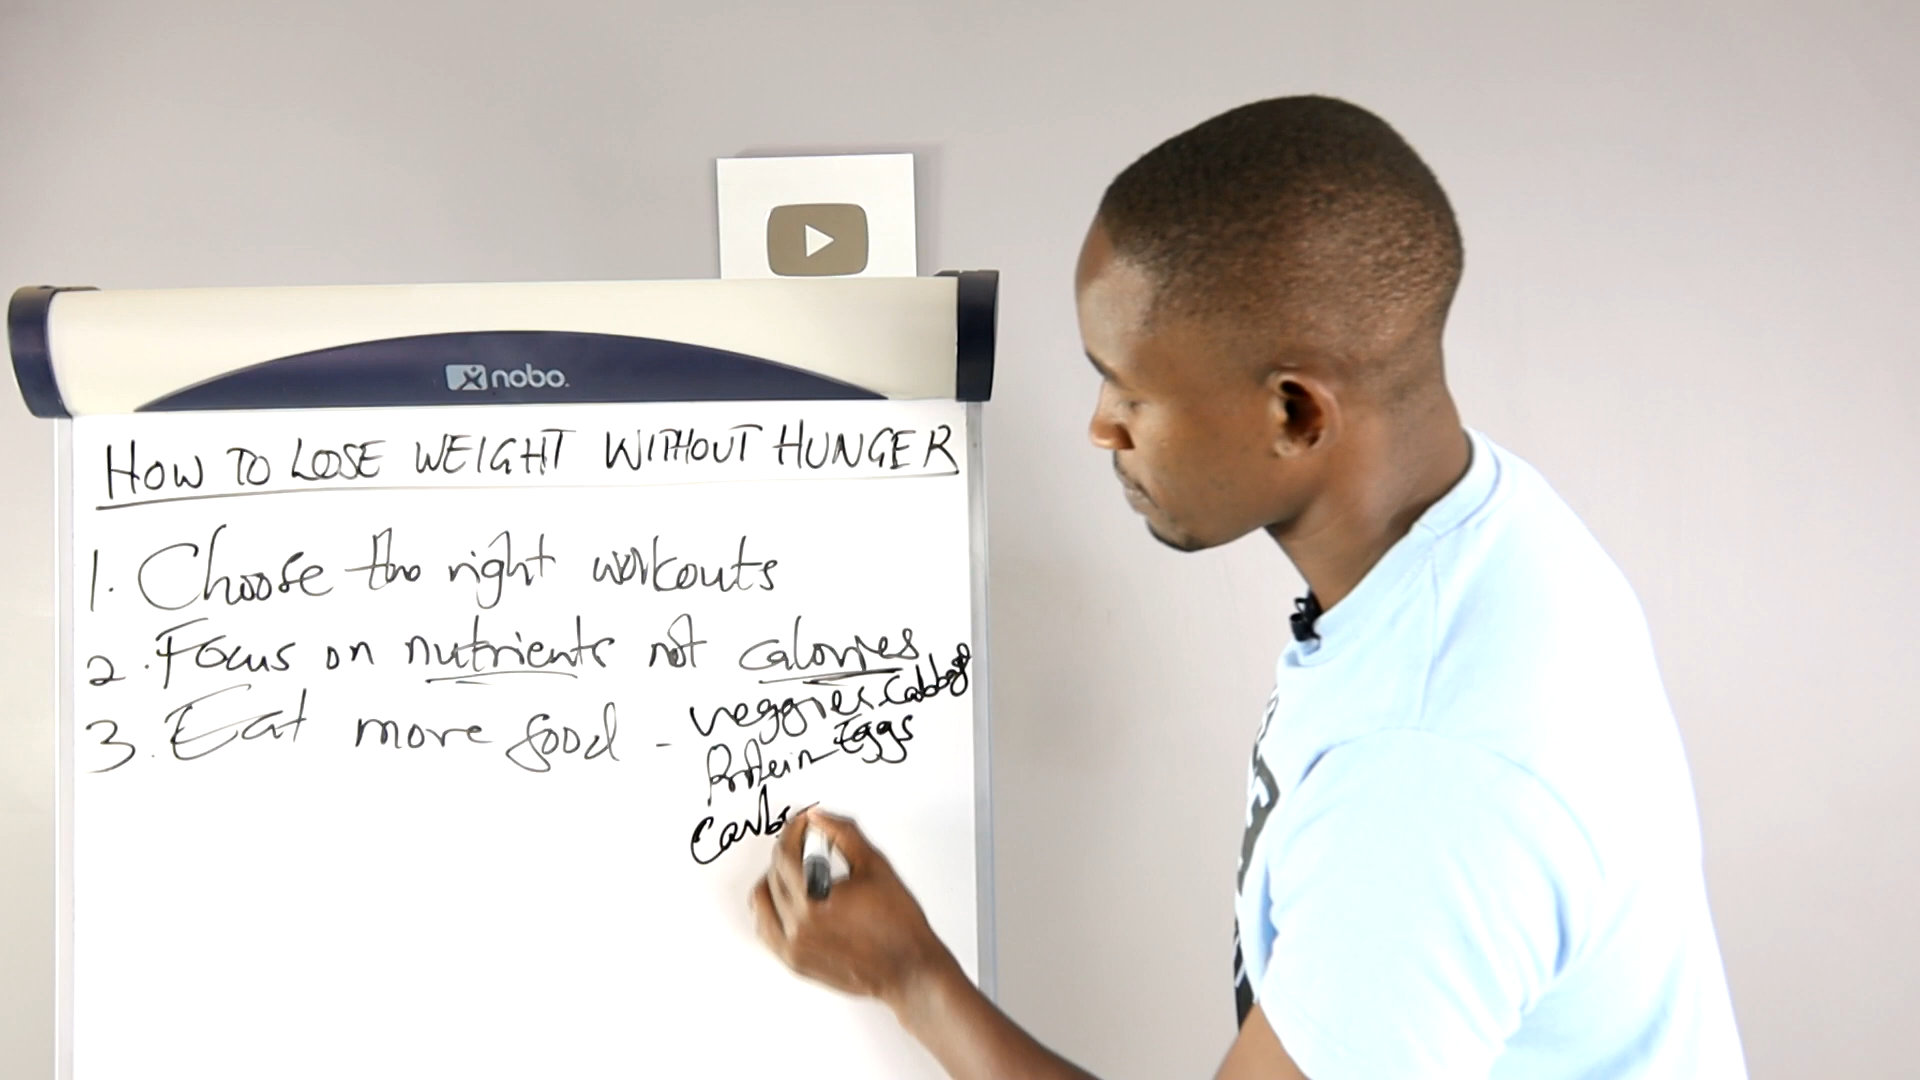 nobo
HOW TO LOSE WEIGHT WITHOUT HUNGER
1. Choose the right workouts
2. Focus on nutrients not calories
3. Eat more food - veggies - Cabbage
Protein - Eggs
Carbs -